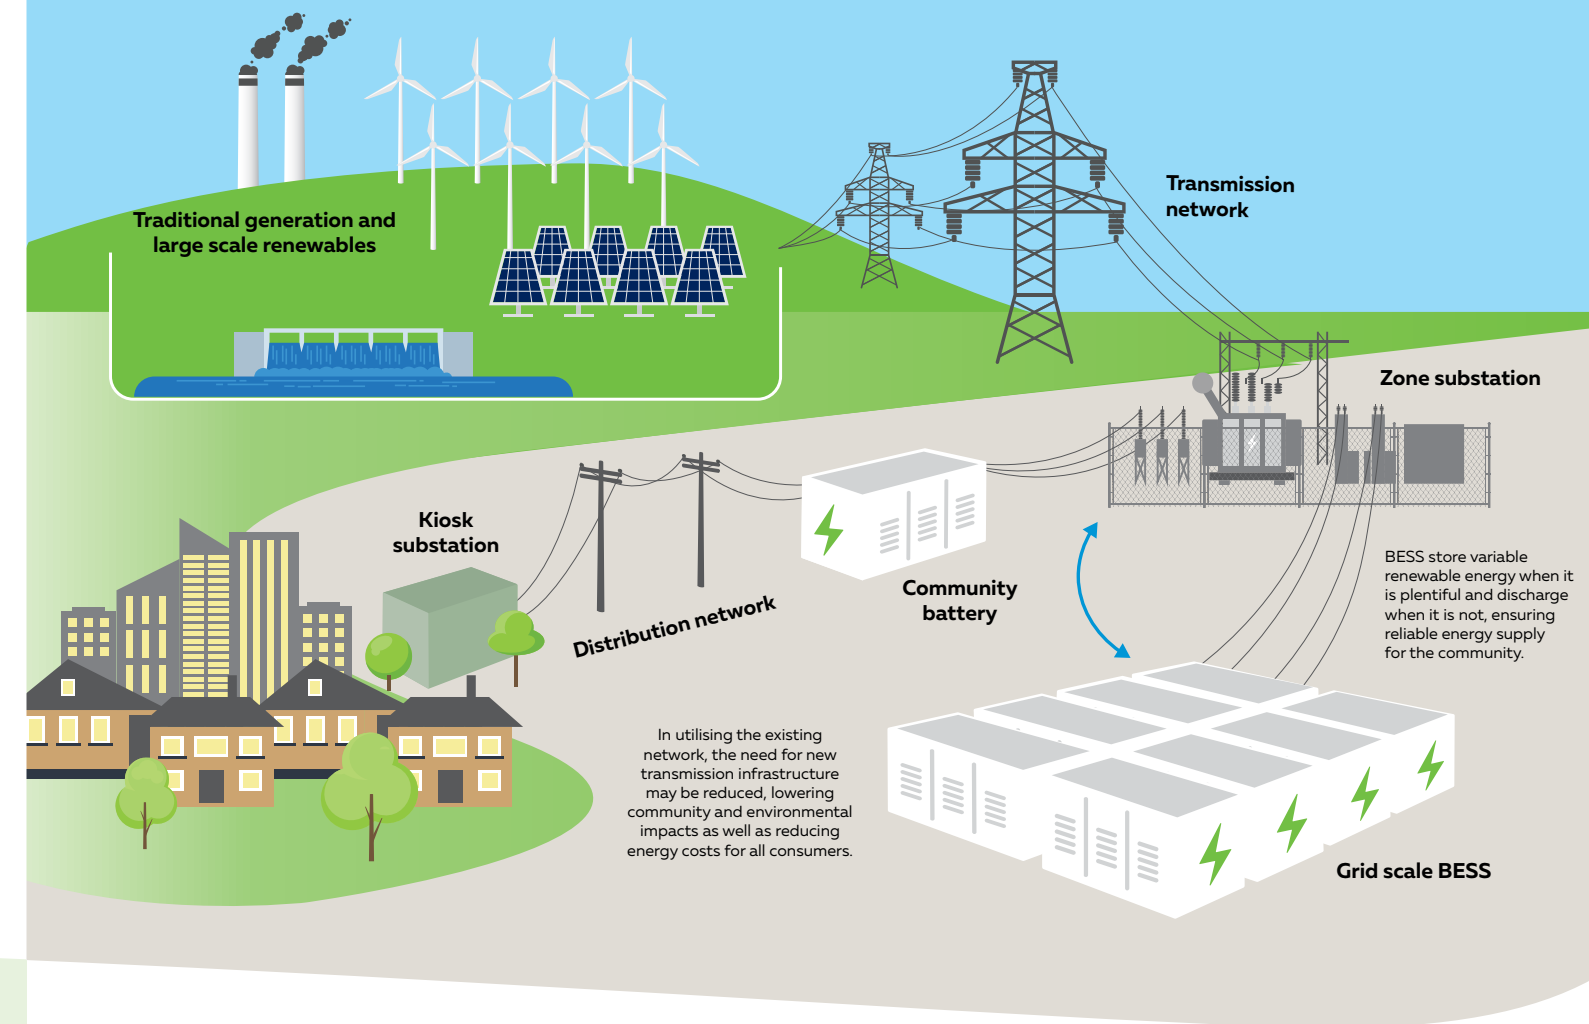 Traditional generation and
large scale renewables
Transmission
network
Zone substation
Kiosk
substation
Distribution network
Community
battery
BESS store variable
renewable energy when it
is plentiful and discharge
when it is not, ensuring
reliable energy supply
for the community.
In utilising the existing
network, the need for new
transmission infrastructure
may be reduced, lowering
community and environmental
impacts as well as reducing
energy costs for all consumers.
Grid scale BESS